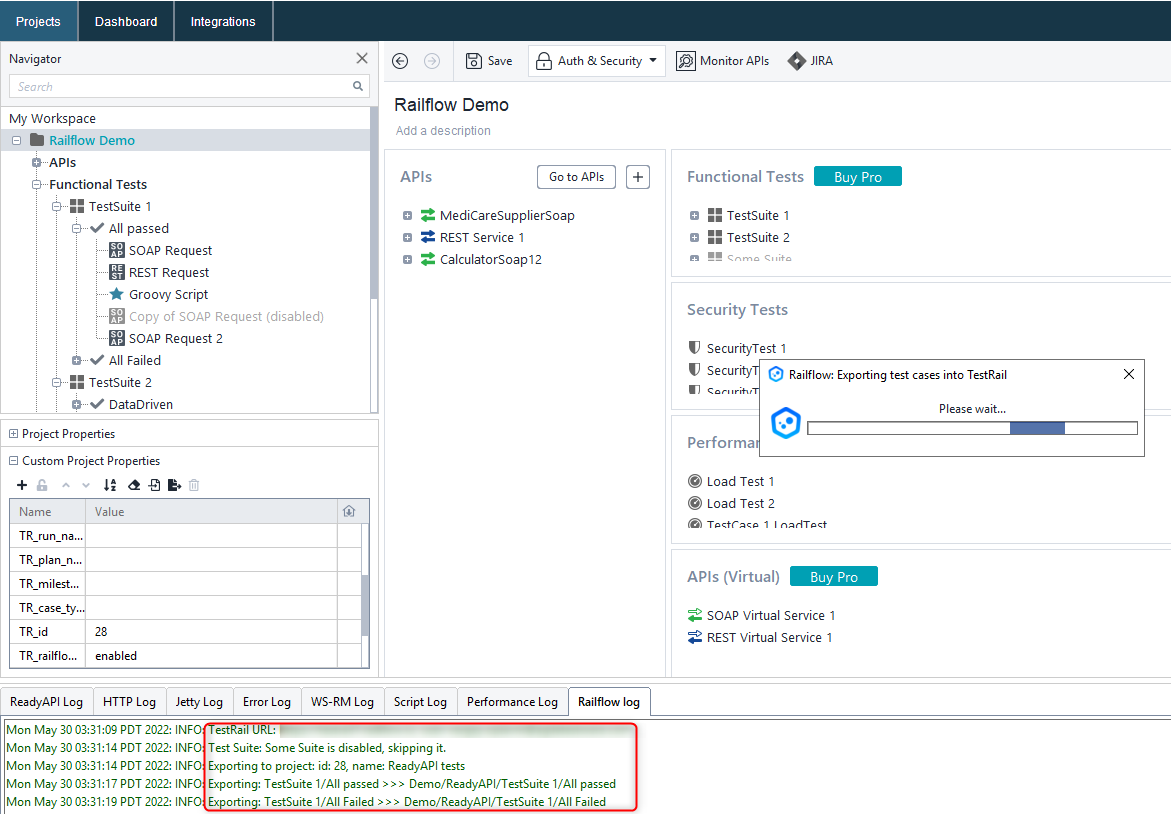 Projects
Dashboard
Integrations
Navigator
Search
My Workspace
Railflow Demo
APIs
Functional Tests
TestSuite 1
All passed
SOAP Request
REST Request
Groovy Script
Copy of SOAP Request (disabled)
SOAP Request 2
All Failed
TestSuite 2
DataDriven
Project Properties
Custom Project Properties
Name Value
TR_run_na...
TR_plan_n...
TR_milest...
TR_case_ty...
TR_id 28
TR_railflo... enabled
Save
Auth & Security
Monitor APIs
JIRA
Railflow Demo
Add a description
APIs
Go to APIs
MediCareSupplierSoap
REST Service 1
CalculatorSoap12
Functional Tests
Buy Pro
TestSuite 1
TestSuite 2
Some Suite
Security Tests
SecurityTest 1
SecurityT
SecurityT
Railflow: Exporting test cases into TestRail
Please wait...
Performa
Load Test 1
Load Test 2
TestCase 1 LoadTest
APIs (Virtual)
Buy Pro
SOAP Virtual Service 1
REST Virtual Service 1
ReadyAPI Log
HTTP Log
Jetty Log
Error Log
WS-RM Log
Script Log
Performance Log
Railflow log
Mon May 30 03:31:09 PDT 2022: INFO: TestRail URL:
Mon May 30 03:31:14 PDT 2022: INFO: Test Suite: Some Suite is disabled, skipping it.
Mon May 30 03:31:14 PDT 2022: INFO: Exporting to project: id: 28, name: ReadyAPI tests
Mon May 30 03:31:17 PDT 2022: INFO: Exporting: TestSuite 1/All passed >>> Demo/ReadyAPI/TestSuite 1/All passed
Mon May 30 03:31:19 PDT 2022: INFO: Exporting: TestSuite 1/All Failed >>> Demo/ReadyAPI/TestSuite 1/All Failed